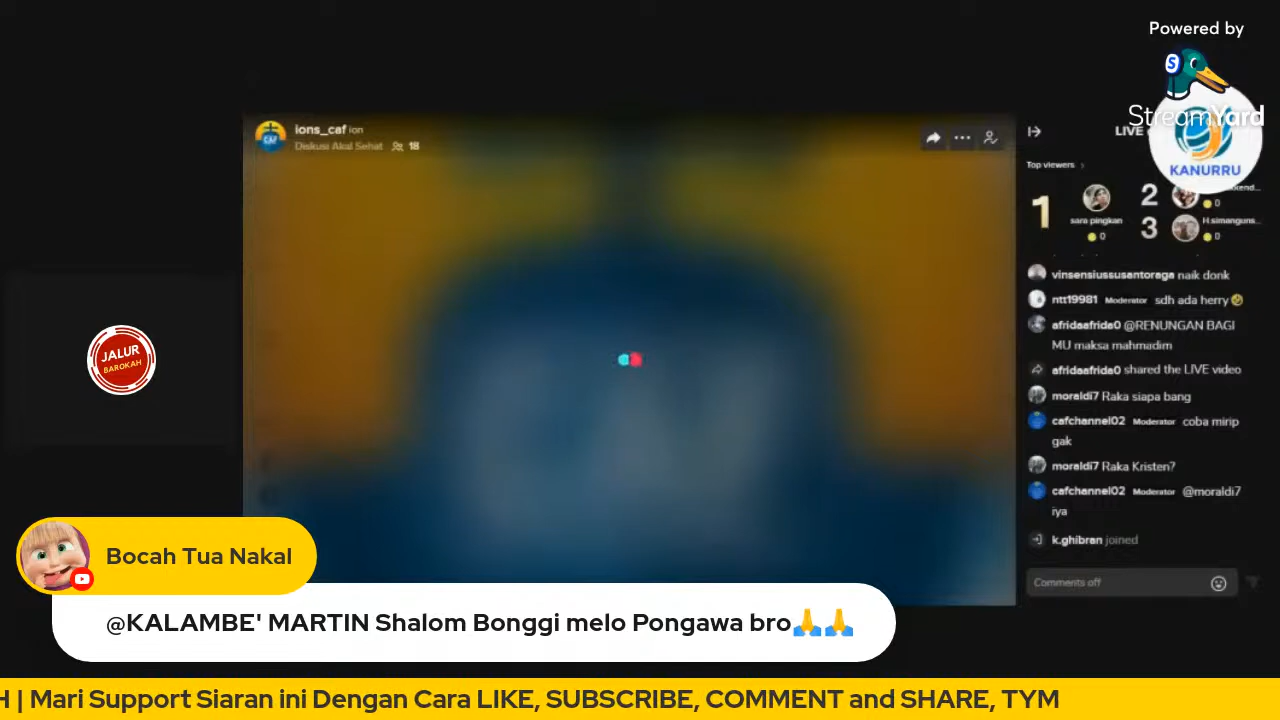 Powered by
StreamYard
KANURRU
ions_caf ion
Diskusi Akal Sehat 18
LIVE
Top viewers
1
sara pingkan
0
2
0
3
H.simanguns...
0
vinsensiussusantoraga naik donk
ntt19981 Moderator sdh ada herry🤣
afridaafrida0 @RENUNGAN BAGI
MU maksa mahmadim
afridaafrida0 shared the LIVE video
moraldi7 Raka siapa bang
cafchannel02 Moderator coba mirip
gak
moraldi7 Raka Kristen?
cafchannel02 Moderator @moraldi7
iya
k.ghibran joined
Comments off
JALUR
BAROKAH
Bocah Tua Nakal
@KALAMBE' MARTIN Shalom Bonggi melo Pongawa bro🙏🙏
H | Mari Support Siaran ini Dengan Cara LIKE, SUBSCRIBE, COMMENT and SHARE, TYM